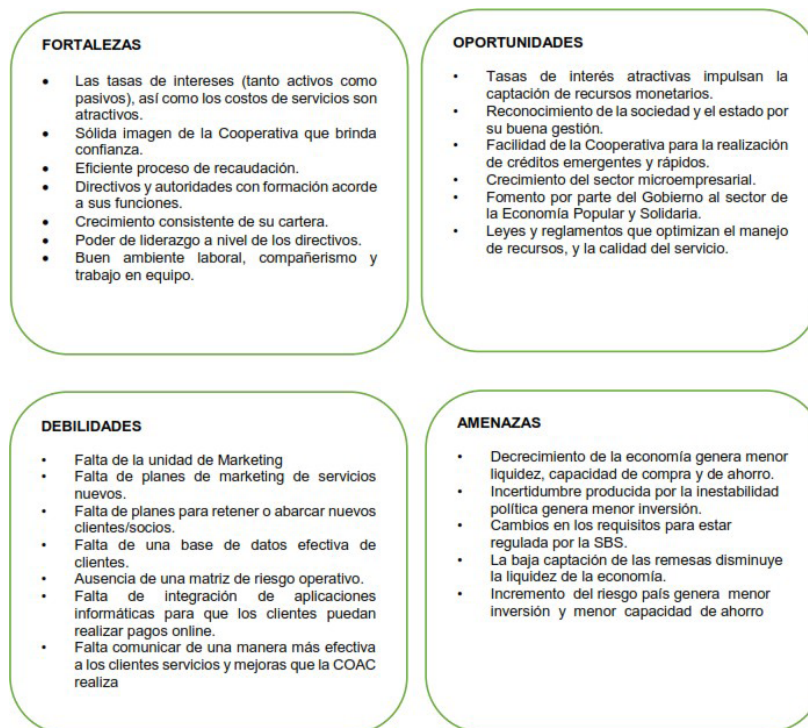 FORTALEZAS
• Las tasas de intereses (tanto activos como
pasivos), así como los costos de servicios son
atractivos.
• Sólida imagen de la Cooperativa que brinda
confianza.
• Eficiente proceso de recaudación.
• Directivos y autoridades con formación acorde
a sus funciones.
• Crecimiento consistente de su cartera.
• Poder de liderazgo a nivel de los directivos.
• Buen ambiente laboral, compañerismo y
trabajo en equipo.
OPORTUNIDADES
• Tasas de interés atractivas impulsan la
captación de recursos monetarios.
• Reconocimiento de la sociedad y el estado por
su buena gestión.
• Facilidad de la Cooperativa para la realización
de créditos emergentes y rápidos.
• Crecimiento del sector microempresarial.
• Fomento por parte del Gobierno al sector de
la Economía Popular y Solidaria.
• Leyes y reglamentos que optimizan el manejo
de recursos, y la calidad del servicio.
DEBILIDADES
• Falta de la unidad de Marketing
• Falta de planes de marketing de servicios
nuevos.
• Falta de planes para retener o abarcar nuevos
clientes/socios.
• Falta de una base de datos efectiva de
clientes.
• Ausencia de una matriz de riesgo operativo.
• Falta de integración de aplicaciones
informáticas para que los clientes puedan
realizar pagos online.
• Falta comunicar de una manera más efectiva
a los clientes servicios y mejoras que la COAC
realiza
AMENAZAS
• Decrecimiento de la economía genera menor
liquidez, capacidad de compra y de ahorro.
• Incertidumbre producida por la inestabilidad
política genera menor inversión.
• Cambios en los requisitos para estar
regulada por la SBS.
• La baja captación de las remesas disminuye
la liquidez de la economía.
• Incremento del riesgo país genera menor
inversión y menor capacidad de ahorro